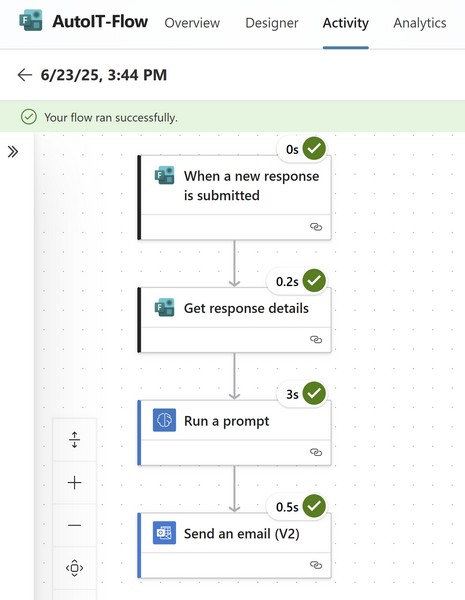 AutoIT-Flow Overview Designer Activity Analytics
6/23/25, 3:44 PM
Your flow ran successfully.
0s
When a new response
is submitted
0.2s
Get response details
3s
Run a prompt
0.5s
Send an email (V2)